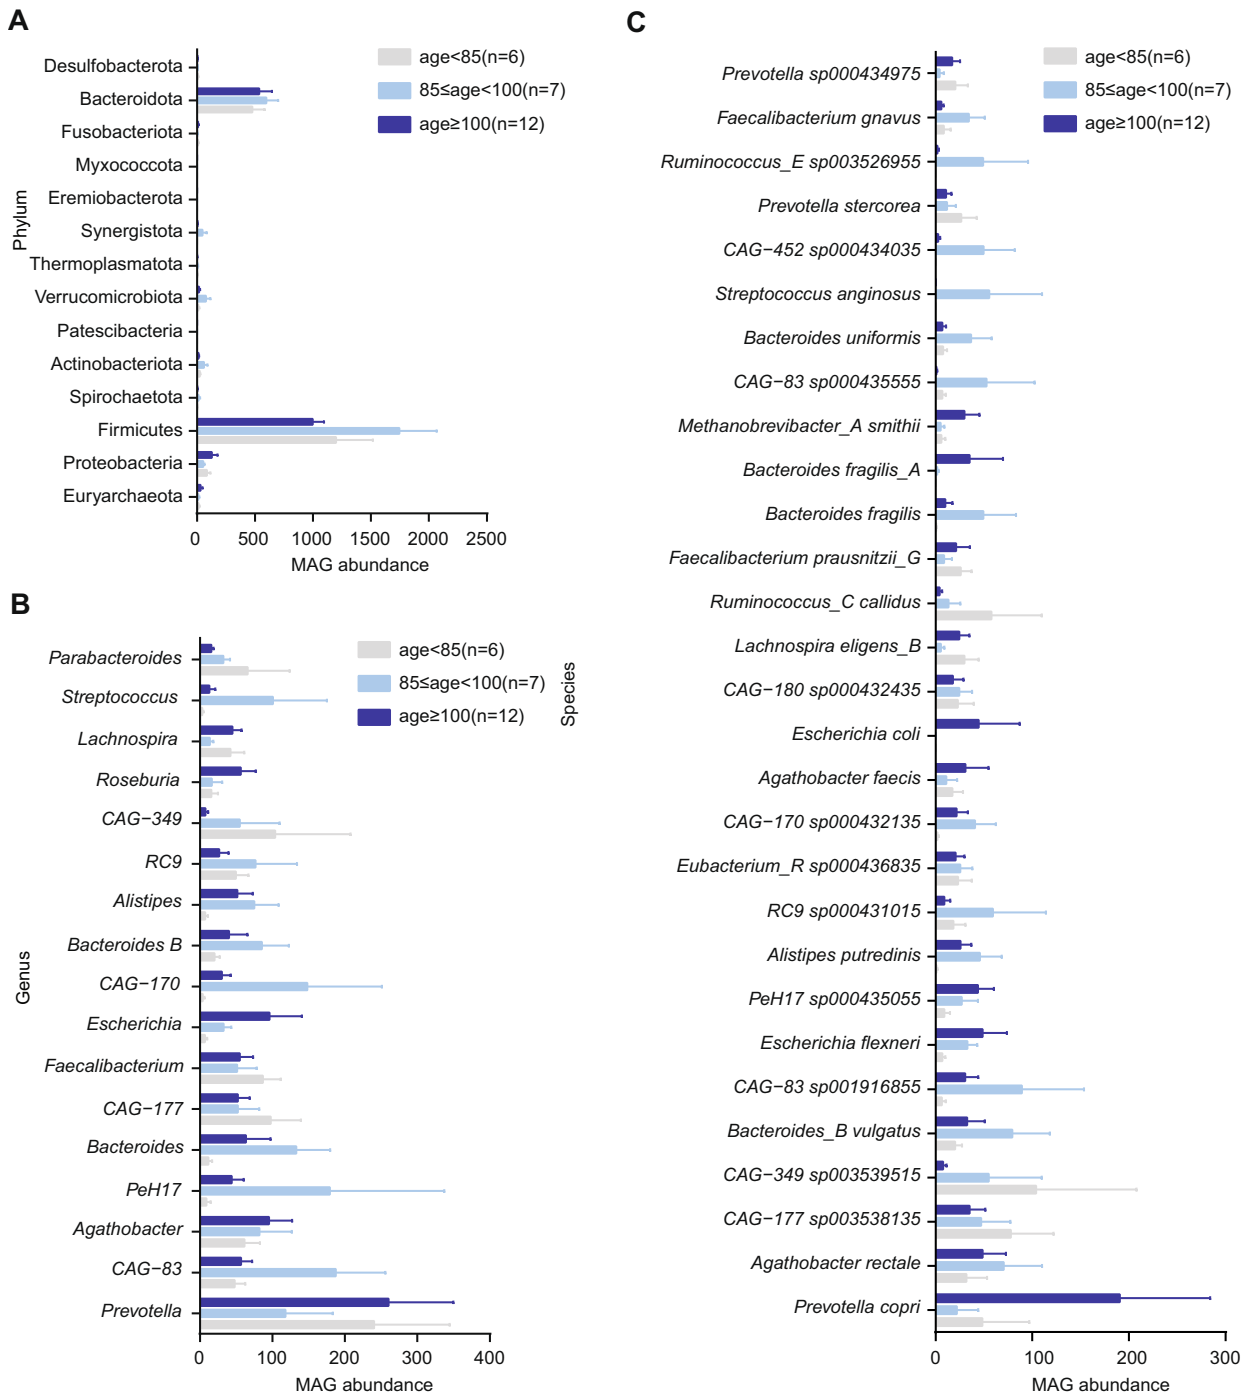 A
age<85(n=6)
85≤age<100(n=7)
age≥100(n=12)
Phylum
Desulfobacterota
Bacteroidota
Fusobacteriota
Myxococcota
Eremiobacterota
Synergistota
Thermoplasmatota
Verrucomicrobiota
Patescibacteria
Actinobacteriota
Spirochaetota
Firmicutes
Proteobacteria
Euryarchaeota
0 500 1000 1500 2000 2500
MAG abundance
B
age<85(n=6)
85≤age<100(n=7)
age≥100(n=12)
Genus
Parabacteroides
Streptococcus
Lachnospira
Roseburia
CAG−349
RC9
Alistipes
Bacteroides B
CAG−170
Escherichia
Faecalibacterium
CAG−177
Bacteroides
PeH17
Agathobacter
CAG−83
Prevotella
0 100 200 300 400
MAG abundance
C
age<85(n=6)
85≤age<100(n=7)
age≥100(n=12)
Species
Prevotella sp000434975
Faecalibacterium gnavus
Ruminococcus_E sp003526955
Prevotella stercorea
CAG−452 sp000434035
Streptococcus anginosus
Bacteroides uniformis
CAG−83 sp000435555
Methanobrevibacter_A smithii
Bacteroides fragilis_A
Bacteroides fragilis
Faecalibacterium prausnitzii_G
Ruminococcus_C callidus
Lachnospira eligens_B
CAG−180 sp000432435
Escherichia coli
Agathobacter faecis
CAG−170 sp000432135
Eubacterium_R sp000436835
RC9 sp000431015
Alistipes putredinis
PeH17 sp000435055
Escherichia flexneri
CAG−83 sp001916855
Bacteroides_B vulgatus
CAG−349 sp003539515
CAG−177 sp003538135
Agathobacter rectale
Prevotella copri
0 100 200 300
MAG abundance